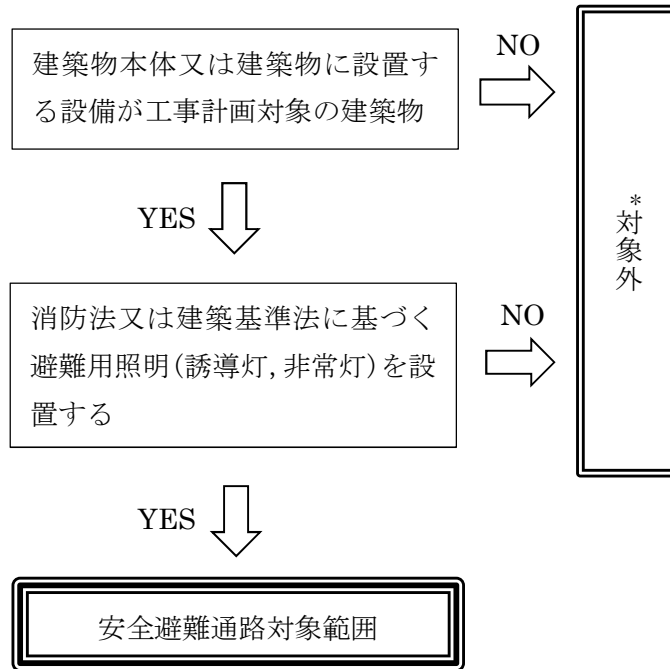 建築物本体又は建築物に設置す
る設備が工事計画対象の建築物
NO
YES
消防法又は建築基準法に基づく
避難用照明(誘導灯,非常灯)を設
置する
NO
YES
安全避難通路対象範囲
*対象外